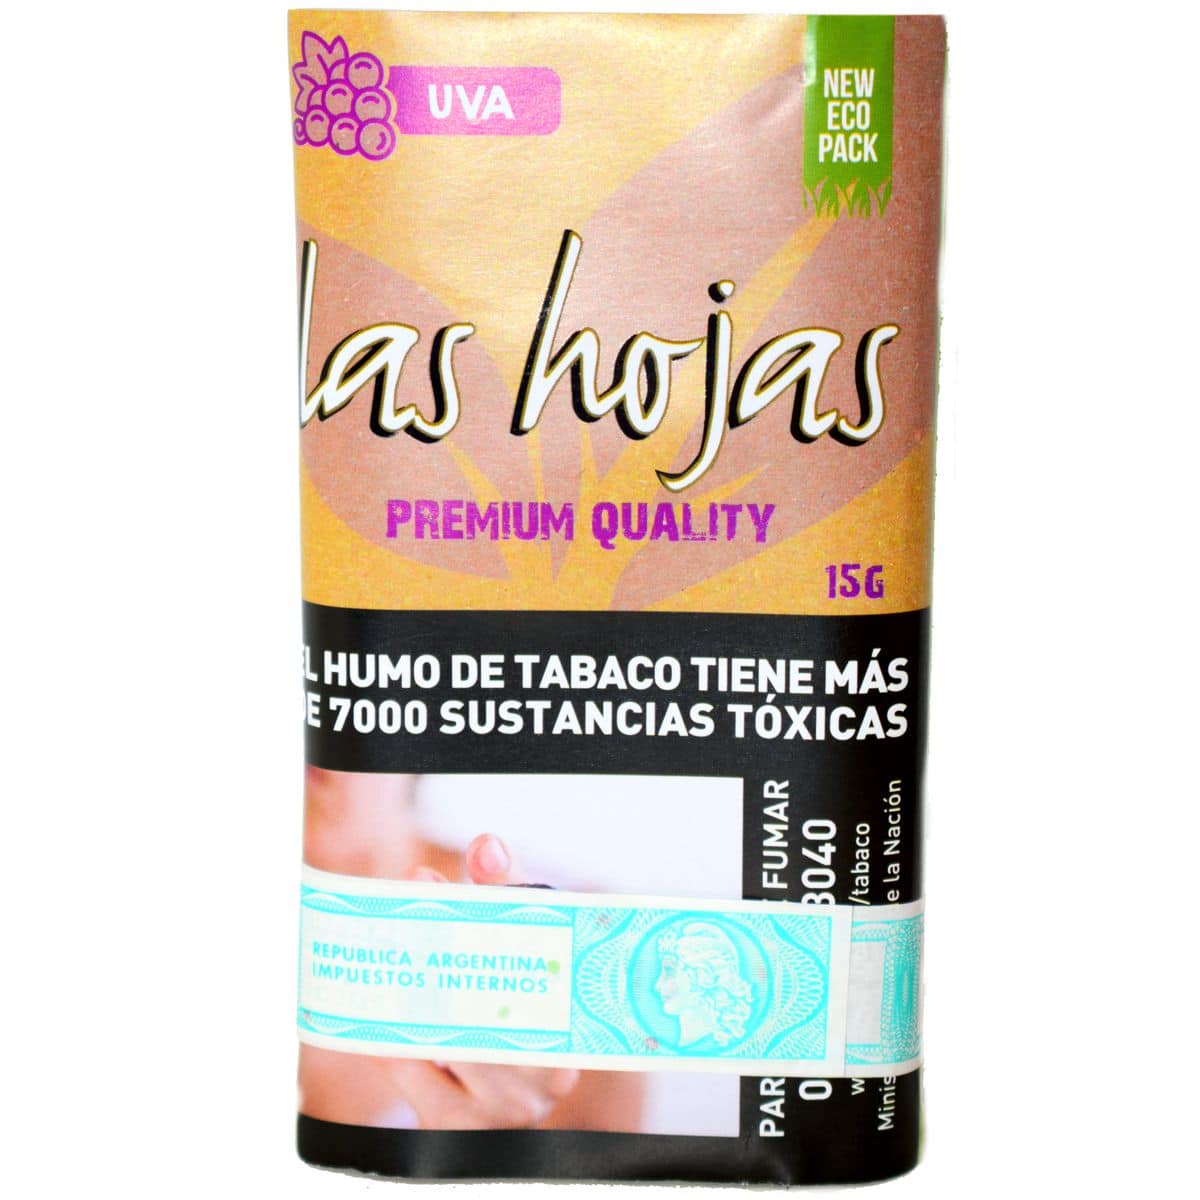 UVA
NEW
ECO
PACK
las hojas
PREMIUM QUALITY
15G
EL HUMO DE TABACO TIENE MÁS
DE 7000 SUSTANCIAS TÓXICAS
FUMAR
/tabaco
la Nación
REPUBLICA ARGENTINA
IMPUESTOS INTERNOS